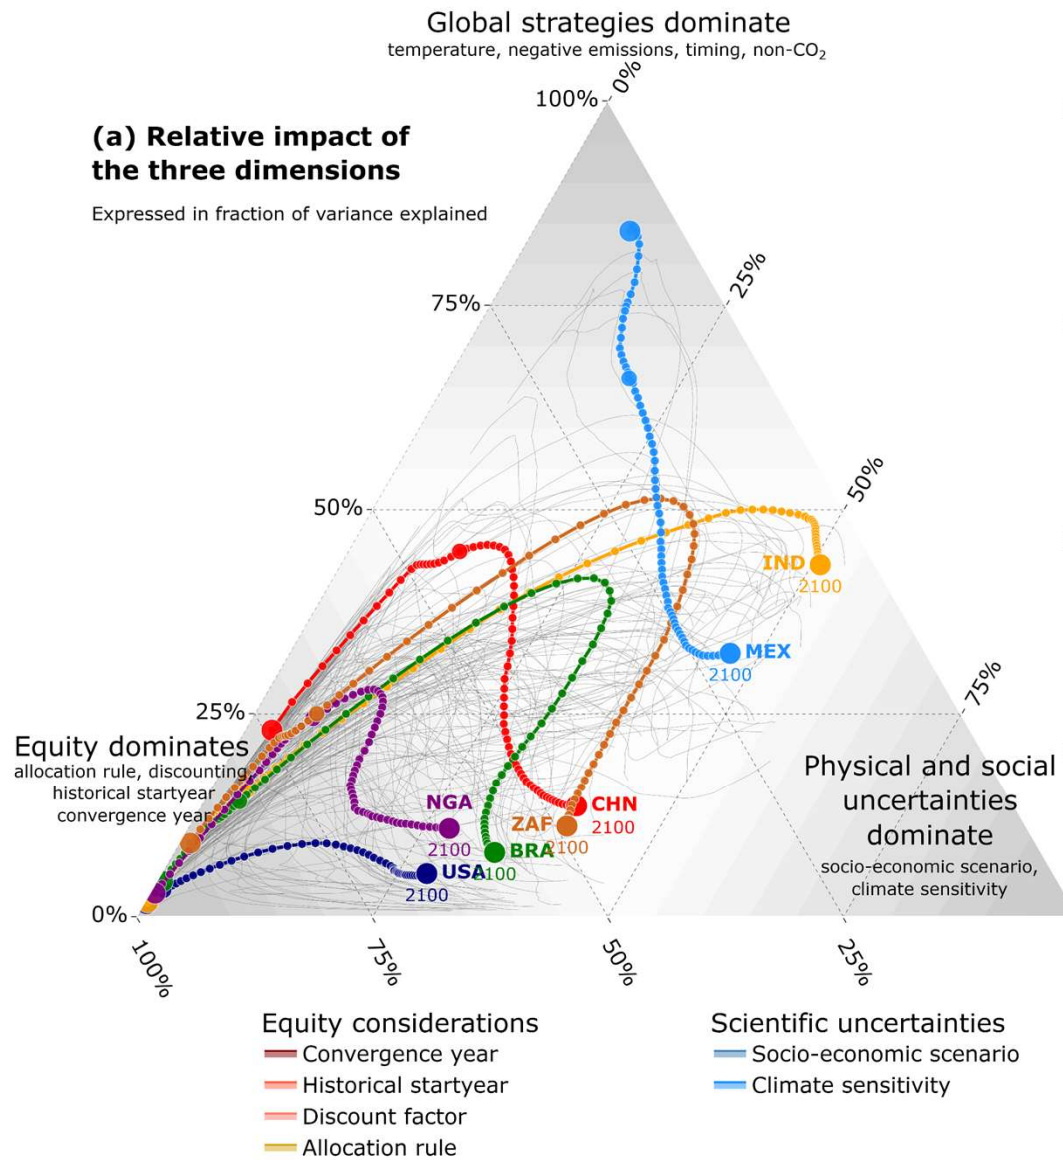 Global strategies dominate
temperature, negative emissions, timing, non-CO₂
0%
100%
(a) Relative impact of
the three dimensions
Expressed in fraction of variance explained
25%
75%
50%
50%
IND
2100
MEX
2100
75%
25%
Equity dominates
allocation rule, discounting,
historical startyear
convergence year
Physical and social
uncertainties
dominate
socio-economic scenario,
climate sensitivity
NGA
2100
CHN
2100
ZAF
2100
BRA
2100
USA
2100
0%
100%
75%
50%
25%
Equity considerations
Convergence year
Historical startyear
Discount factor
Allocation rule
Scientific uncertainties
Socio-economic scenario
Climate sensitivity